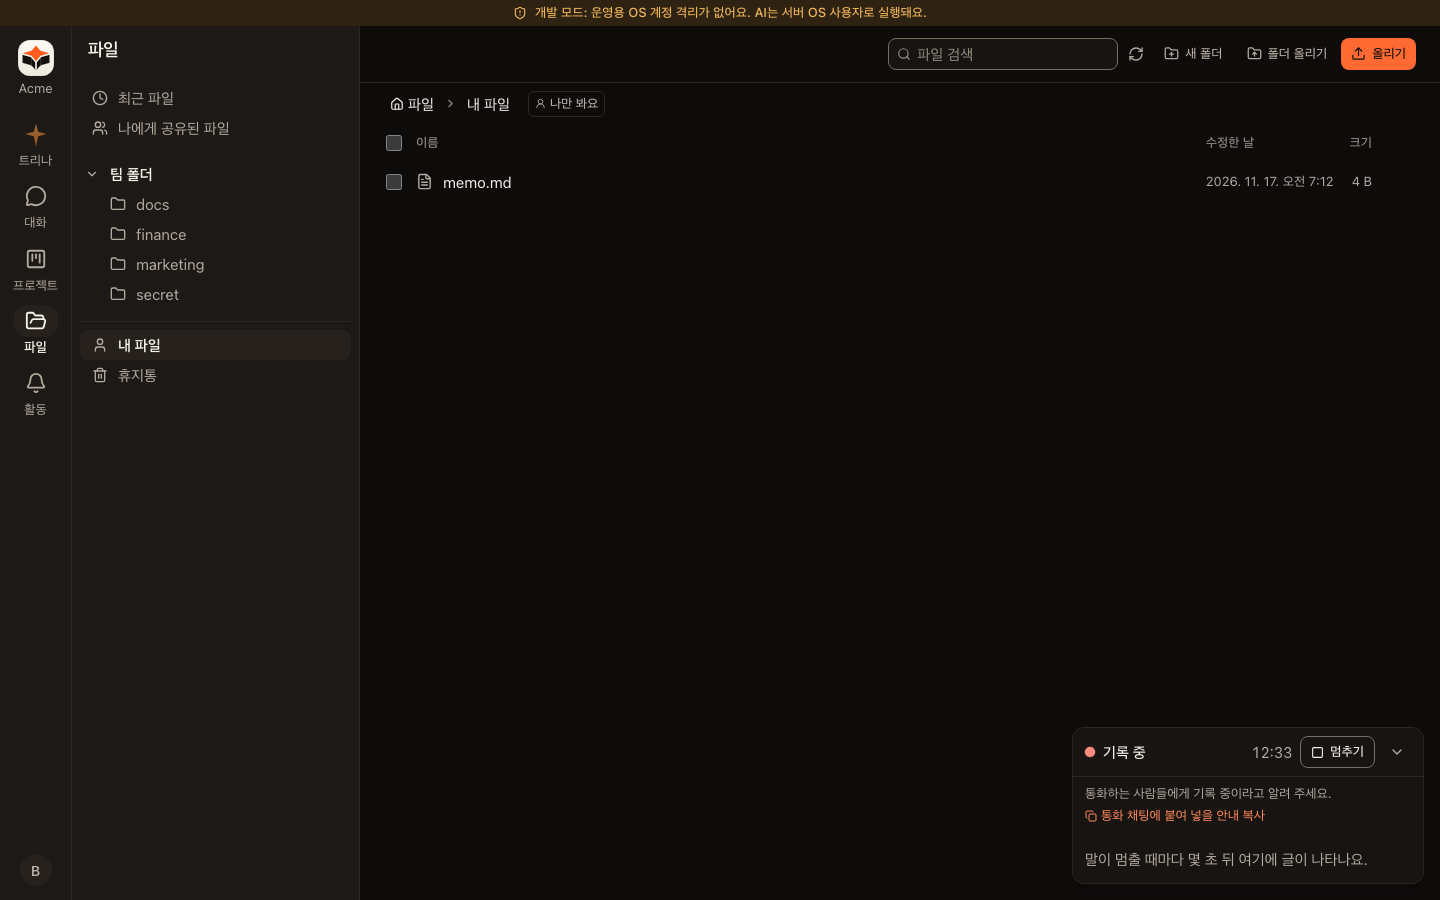 개발 모드: 운영용 OS 계정 격리가 없어요. AI는 서버 OS 사용자로 실행돼요.
Acme
트리나
대화
프로젝트
파일
활동
B
파일
최근 파일
나에게 공유된 파일
팀 폴더
docs
finance
marketing
secret
내 파일
휴지통
파일 검색
새 폴더
폴더 올리기
올리기
파일 내 파일 나만 봐요
이름 수정한 날 크기
memo.md 2026. 11. 17. 오전 7:12 4 B
기록 중 12:33 멈추기
통화하는 사람들에게 기록 중이라고 알려 주세요.
통화 채팅에 붙여 넣을 안내 복사
말이 멈출 때마다 몇 초 뒤 여기에 글이 나타나요.